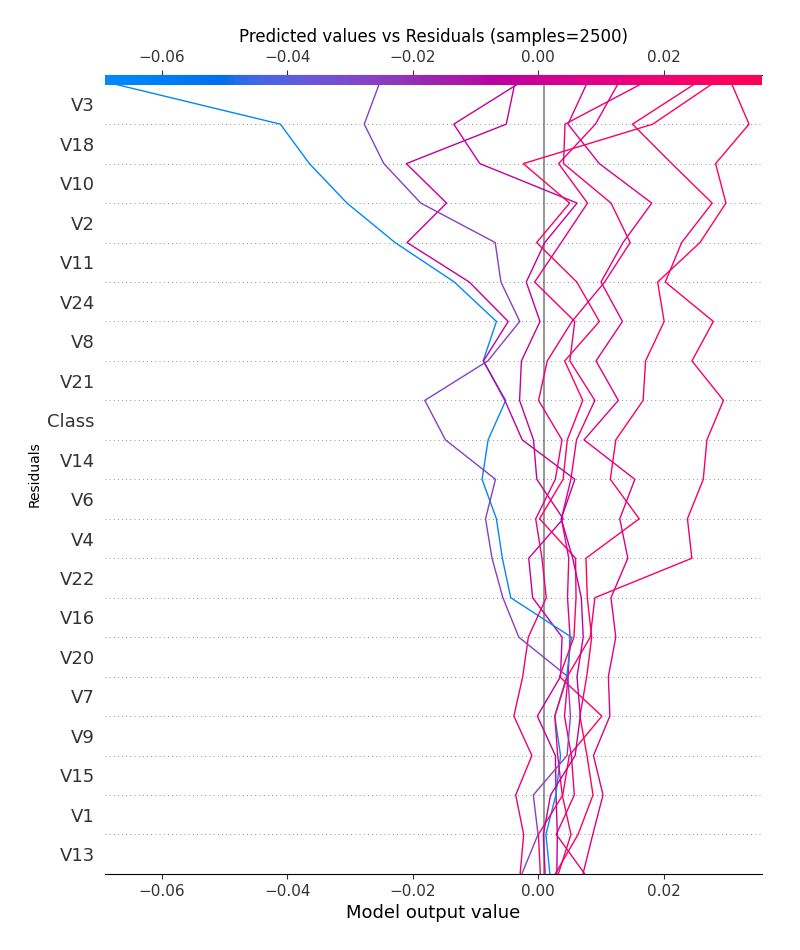 Predicted values vs Residuals (samples=2500)
−0.06 −0.04 −0.02 0.00 0.02
V3
V18
V10
V2
V11
V24
V8
V21
Class
V14
V6
V4
V22
V16
V20
V7
V9
V15
V1
V13
Residuals
−0.06 −0.04 −0.02 0.00 0.02
Model output value